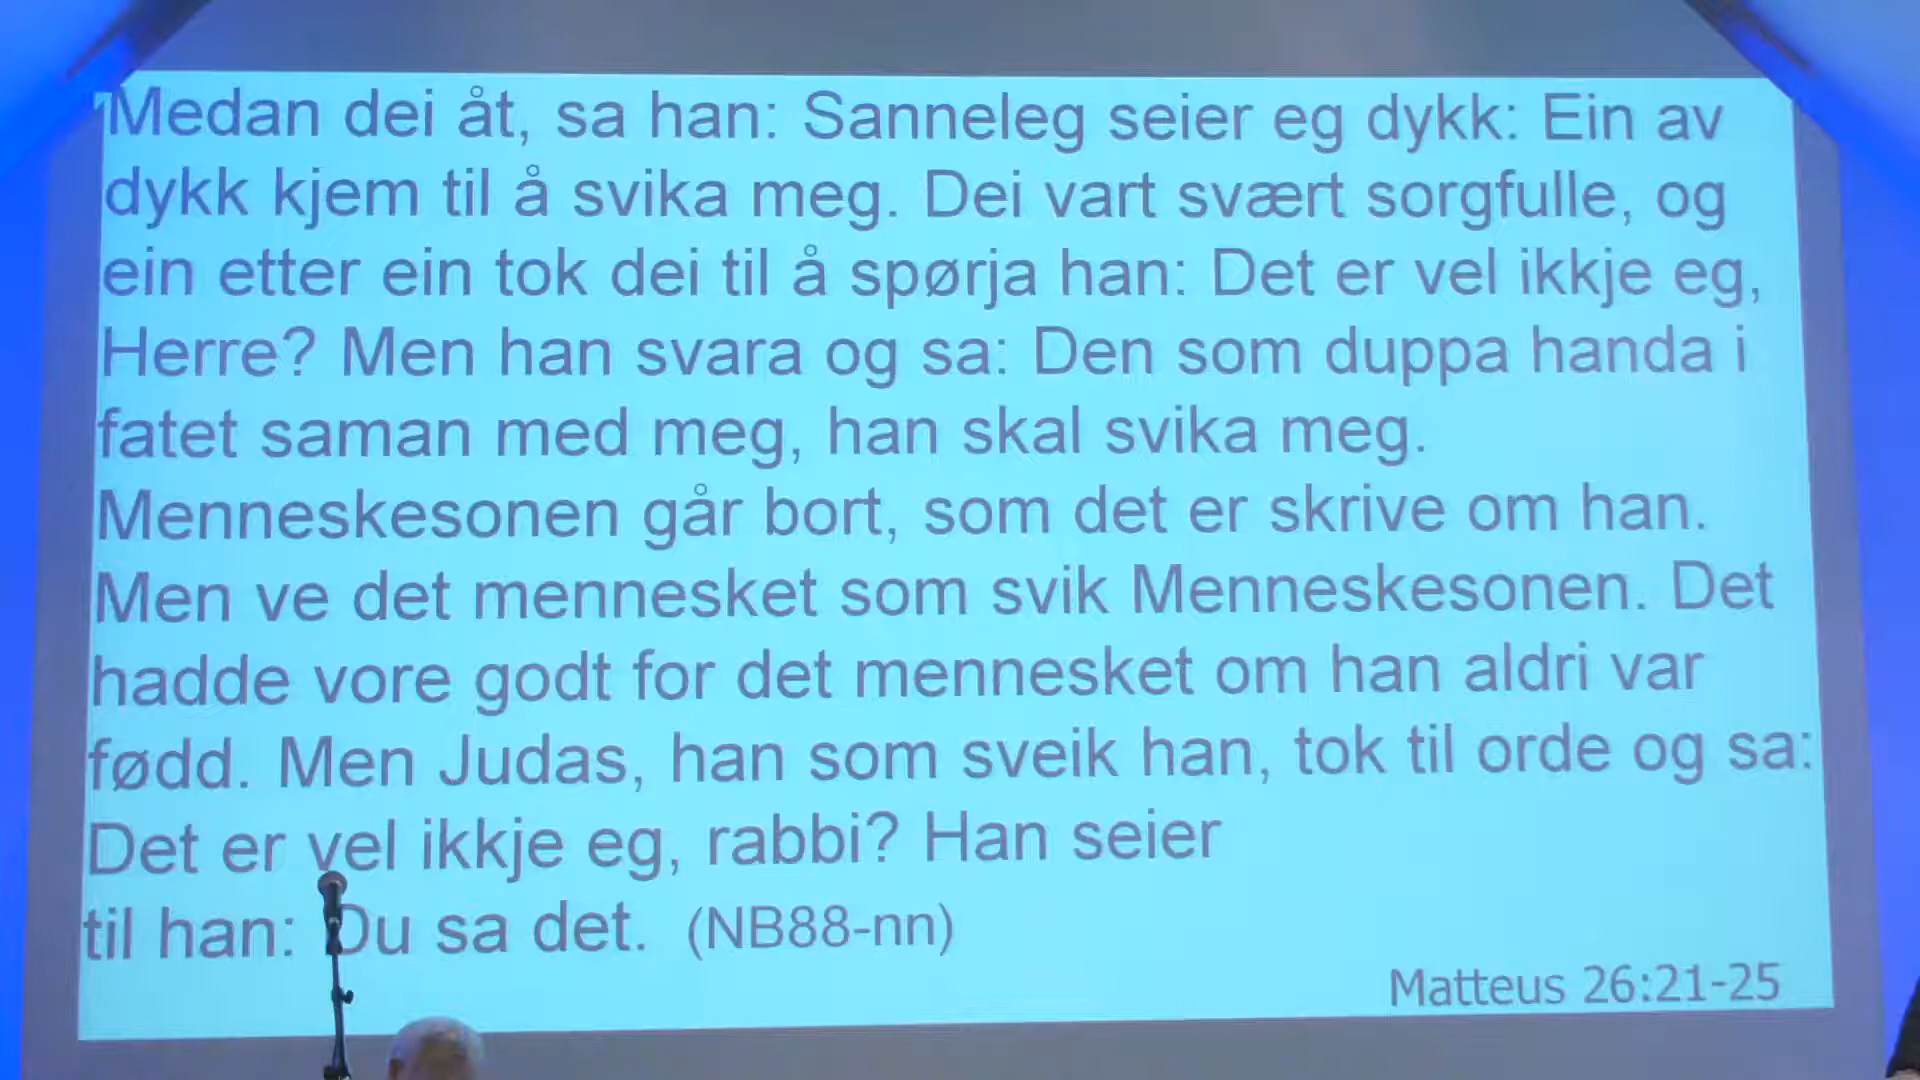 Medan dei åt, sa han: Sanneleg seier eg dykk: Ein av
dykk kjem til å svika meg. Dei vart svært sorgfulle, og
ein etter ein tok dei til å spørja han: Det er vel ikkje eg,
Herre? Men han svara og sa: Den som duppa handa i
fatet saman med meg, han skal svika meg.
Menneskesonen går bort, som det er skrive om han.
Men ve det mennesket som svik Menneskesonen. Det
hadde vore godt for det mennesket om han aldri var
fødd. Men Judas, han som sveik han, tok til orde og sa:
Det er vel ikkje eg, rabbi? Han seier
til han: Du sa det. (NB88-nn)
Matteus 26:21-25